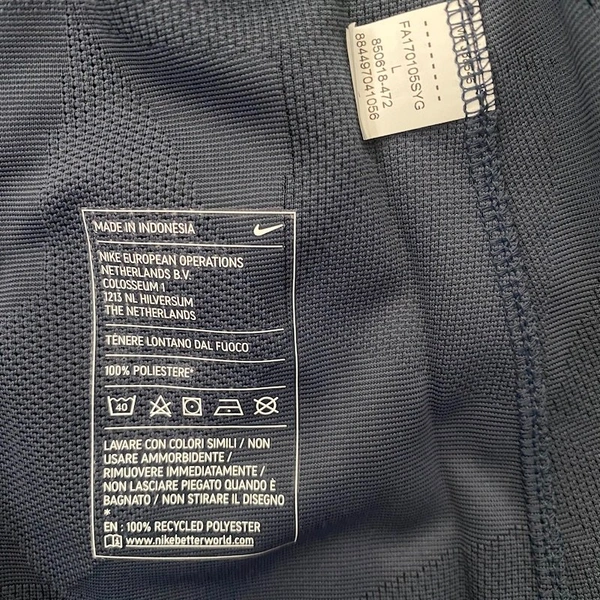 FA170105SYG
L
850618-472
884497041056
MADE IN INDONESIA
NIKE EUROPEAN OPERATIONS
NETHERLANDS B.V.
COLOSSEUM 1
1213 NL HILVERSUM
THE NETHERLANDS
TENERE LONTANO DAL FUOCO
100% POLIESTERE*
40
LAVARE CON COLORI SIMILI / NON
USARE AMMORBIDENTE /
RIMUOVERE IMMEDIATAMENTE /
NON LASCIARE PIEGATO QUANDO È
BAGNATO / NON STIRARE IL DISEGNO
*
EN : 100% RECYCLED POLYESTER
www.nikebetterworld.com